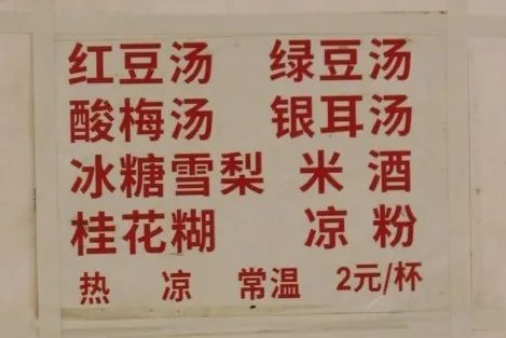 红豆汤 绿豆汤
酸梅汤 银耳汤
冰糖雪梨 米酒
桂花糊 凉粉
热 凉 常温 2元/杯